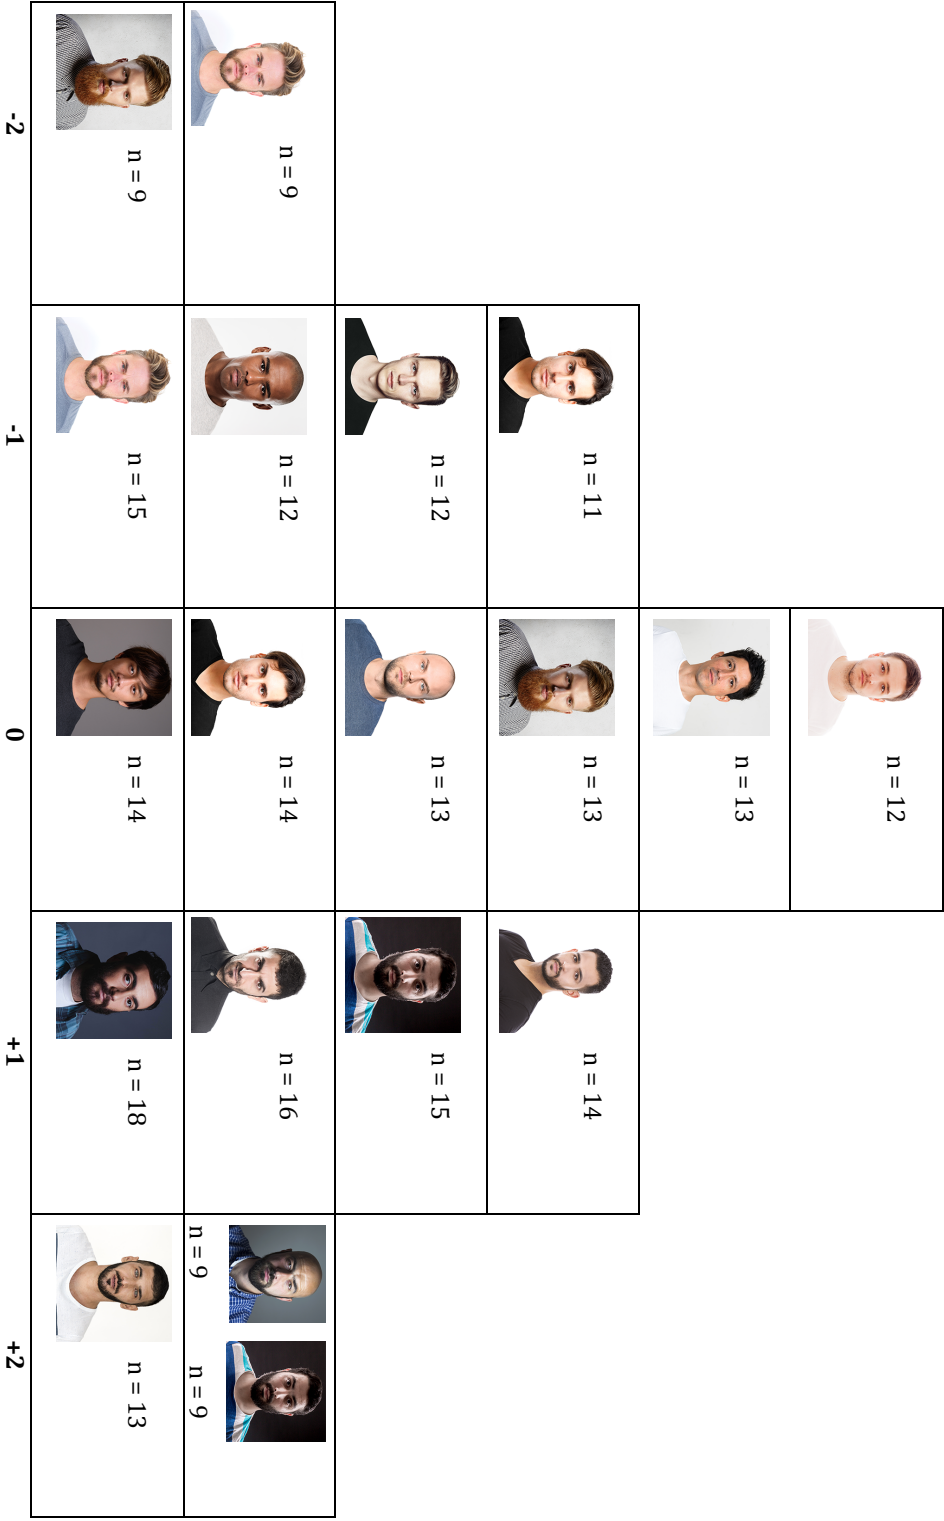 n = 9
n = 9
-2
n = 11
n = 12
n = 12
n = 15
-1
n = 12
n = 13
n = 13
n = 13
n = 14
n = 14
0
n = 14
n = 15
n = 16
n = 18
+1
n = 9
n = 9
n = 13
+2